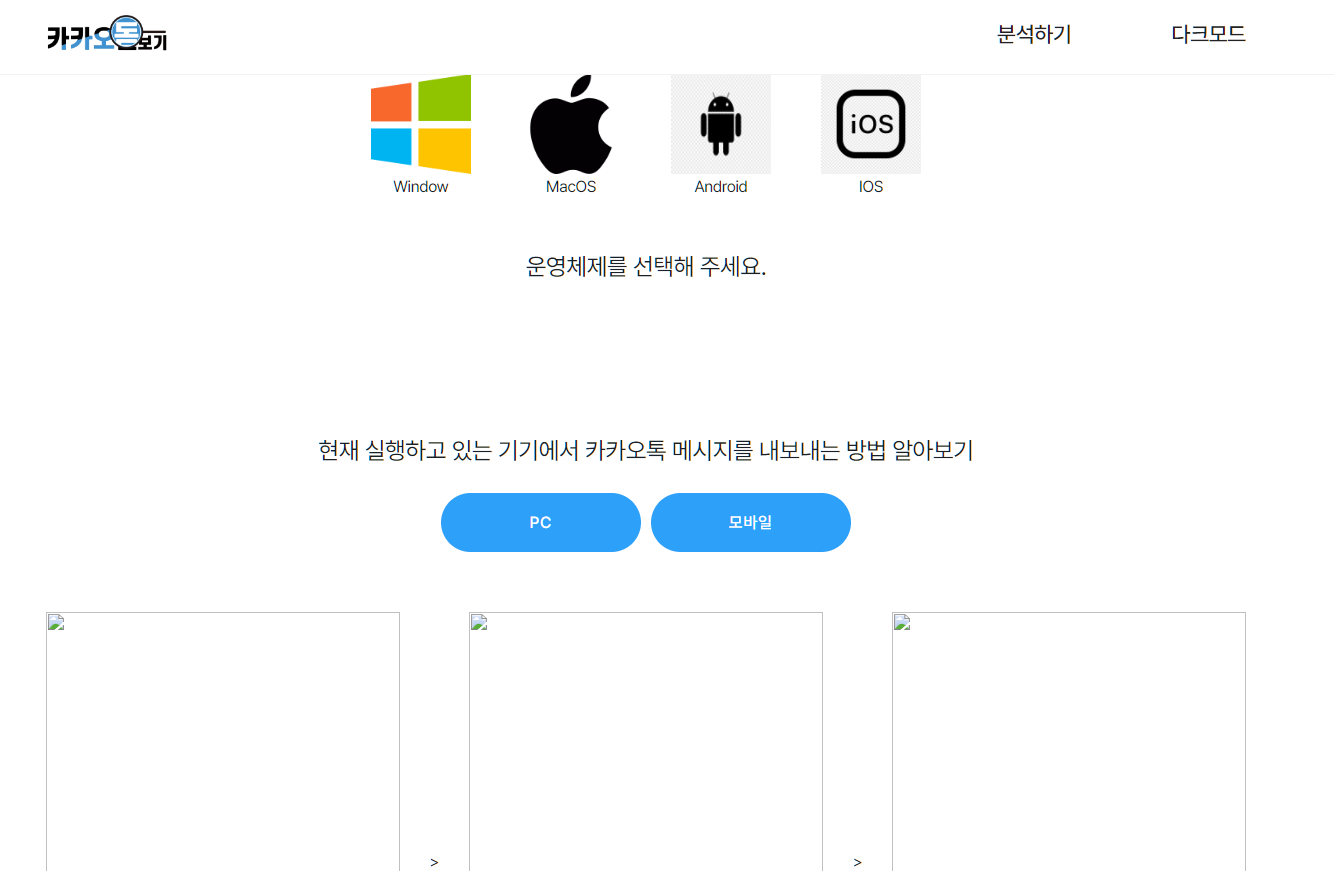 카카오톡보기
분석하기
다크모드
iOS
Window
MacOS
Android
IOS
운영체제를 선택해 주세요.
현재 실행하고 있는 기기에서 카카오톡 메시지를 내보내는 방법 알아보기
PC
모바일
>
>